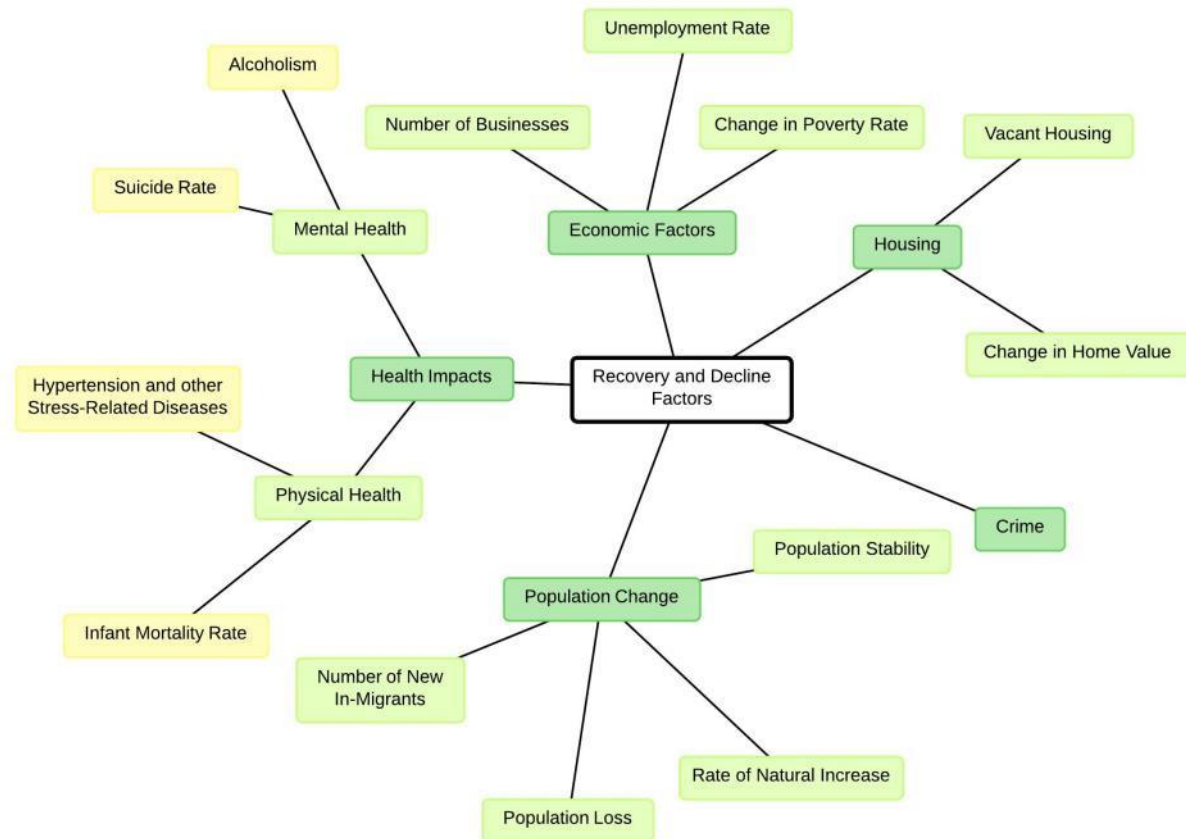 Unemployment Rate
Alcoholism
Number of Businesses
Change in Poverty Rate
Vacant Housing
Suicide Rate
Mental Health
Economic Factors
Housing
Change in Home Value
Health Impacts
Recovery and Decline
Factors
Hypertension and other
Stress-Related Diseases
Physical Health
Crime
Population Stability
Population Change
Infant Mortality Rate
Number of New
In-Migrants
Rate of Natural Increase
Population Loss